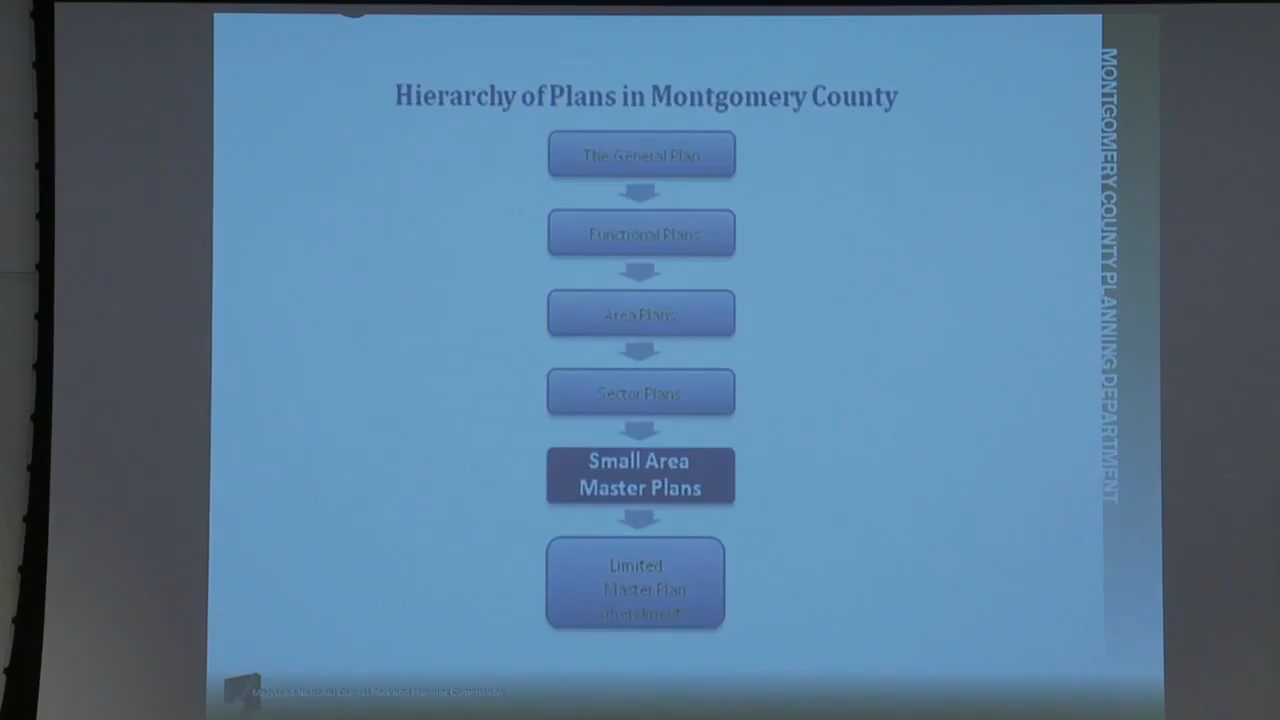 Hierarchy of Plans in Montgomery County
The General Plan
Functional Plans
Area Plans
Sector Plans
Small Area
Master Plans
Limited
Master Plan
MONTGOMERY COUNTY PLANNING DEPARTMENT